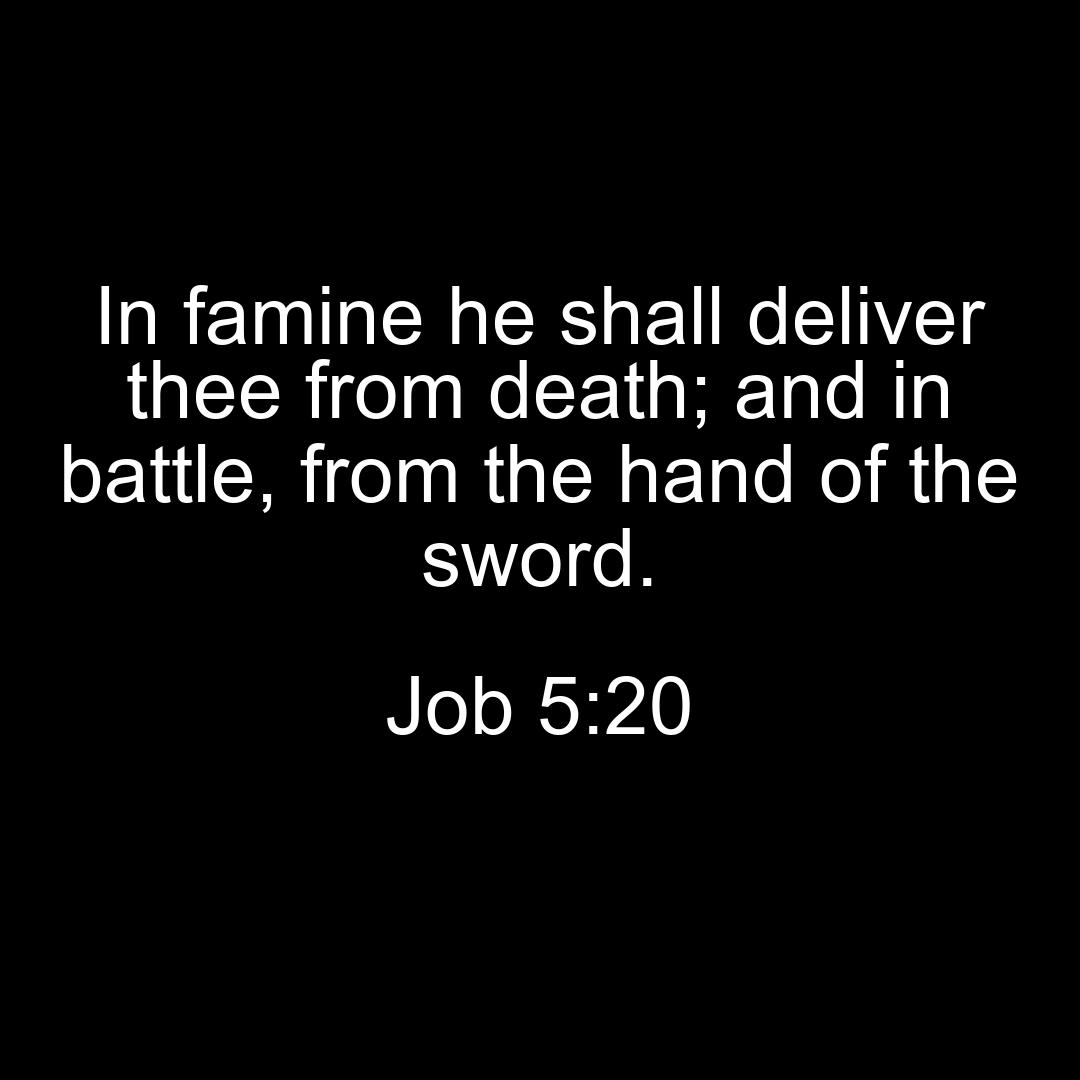 In famine he shall deliver
thee from death; and in
battle, from the hand of the
sword.
Job 5:20